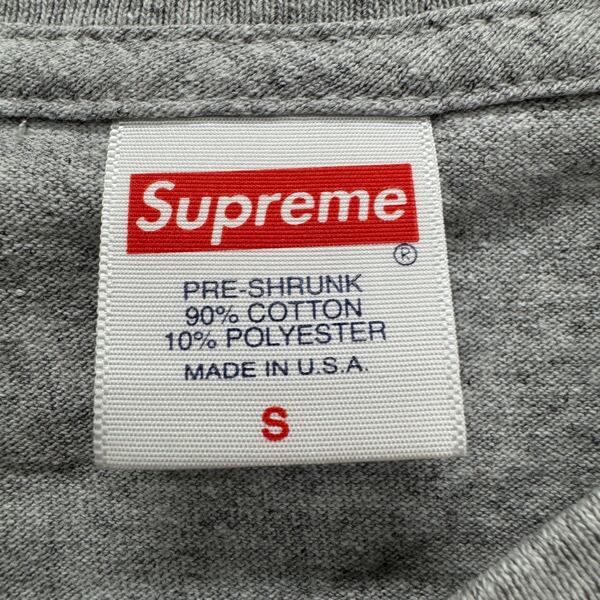 Supreme
®
PRE-SHRUNK
90% COTTON
10% POLYESTER
MADE IN U.S.A.
S